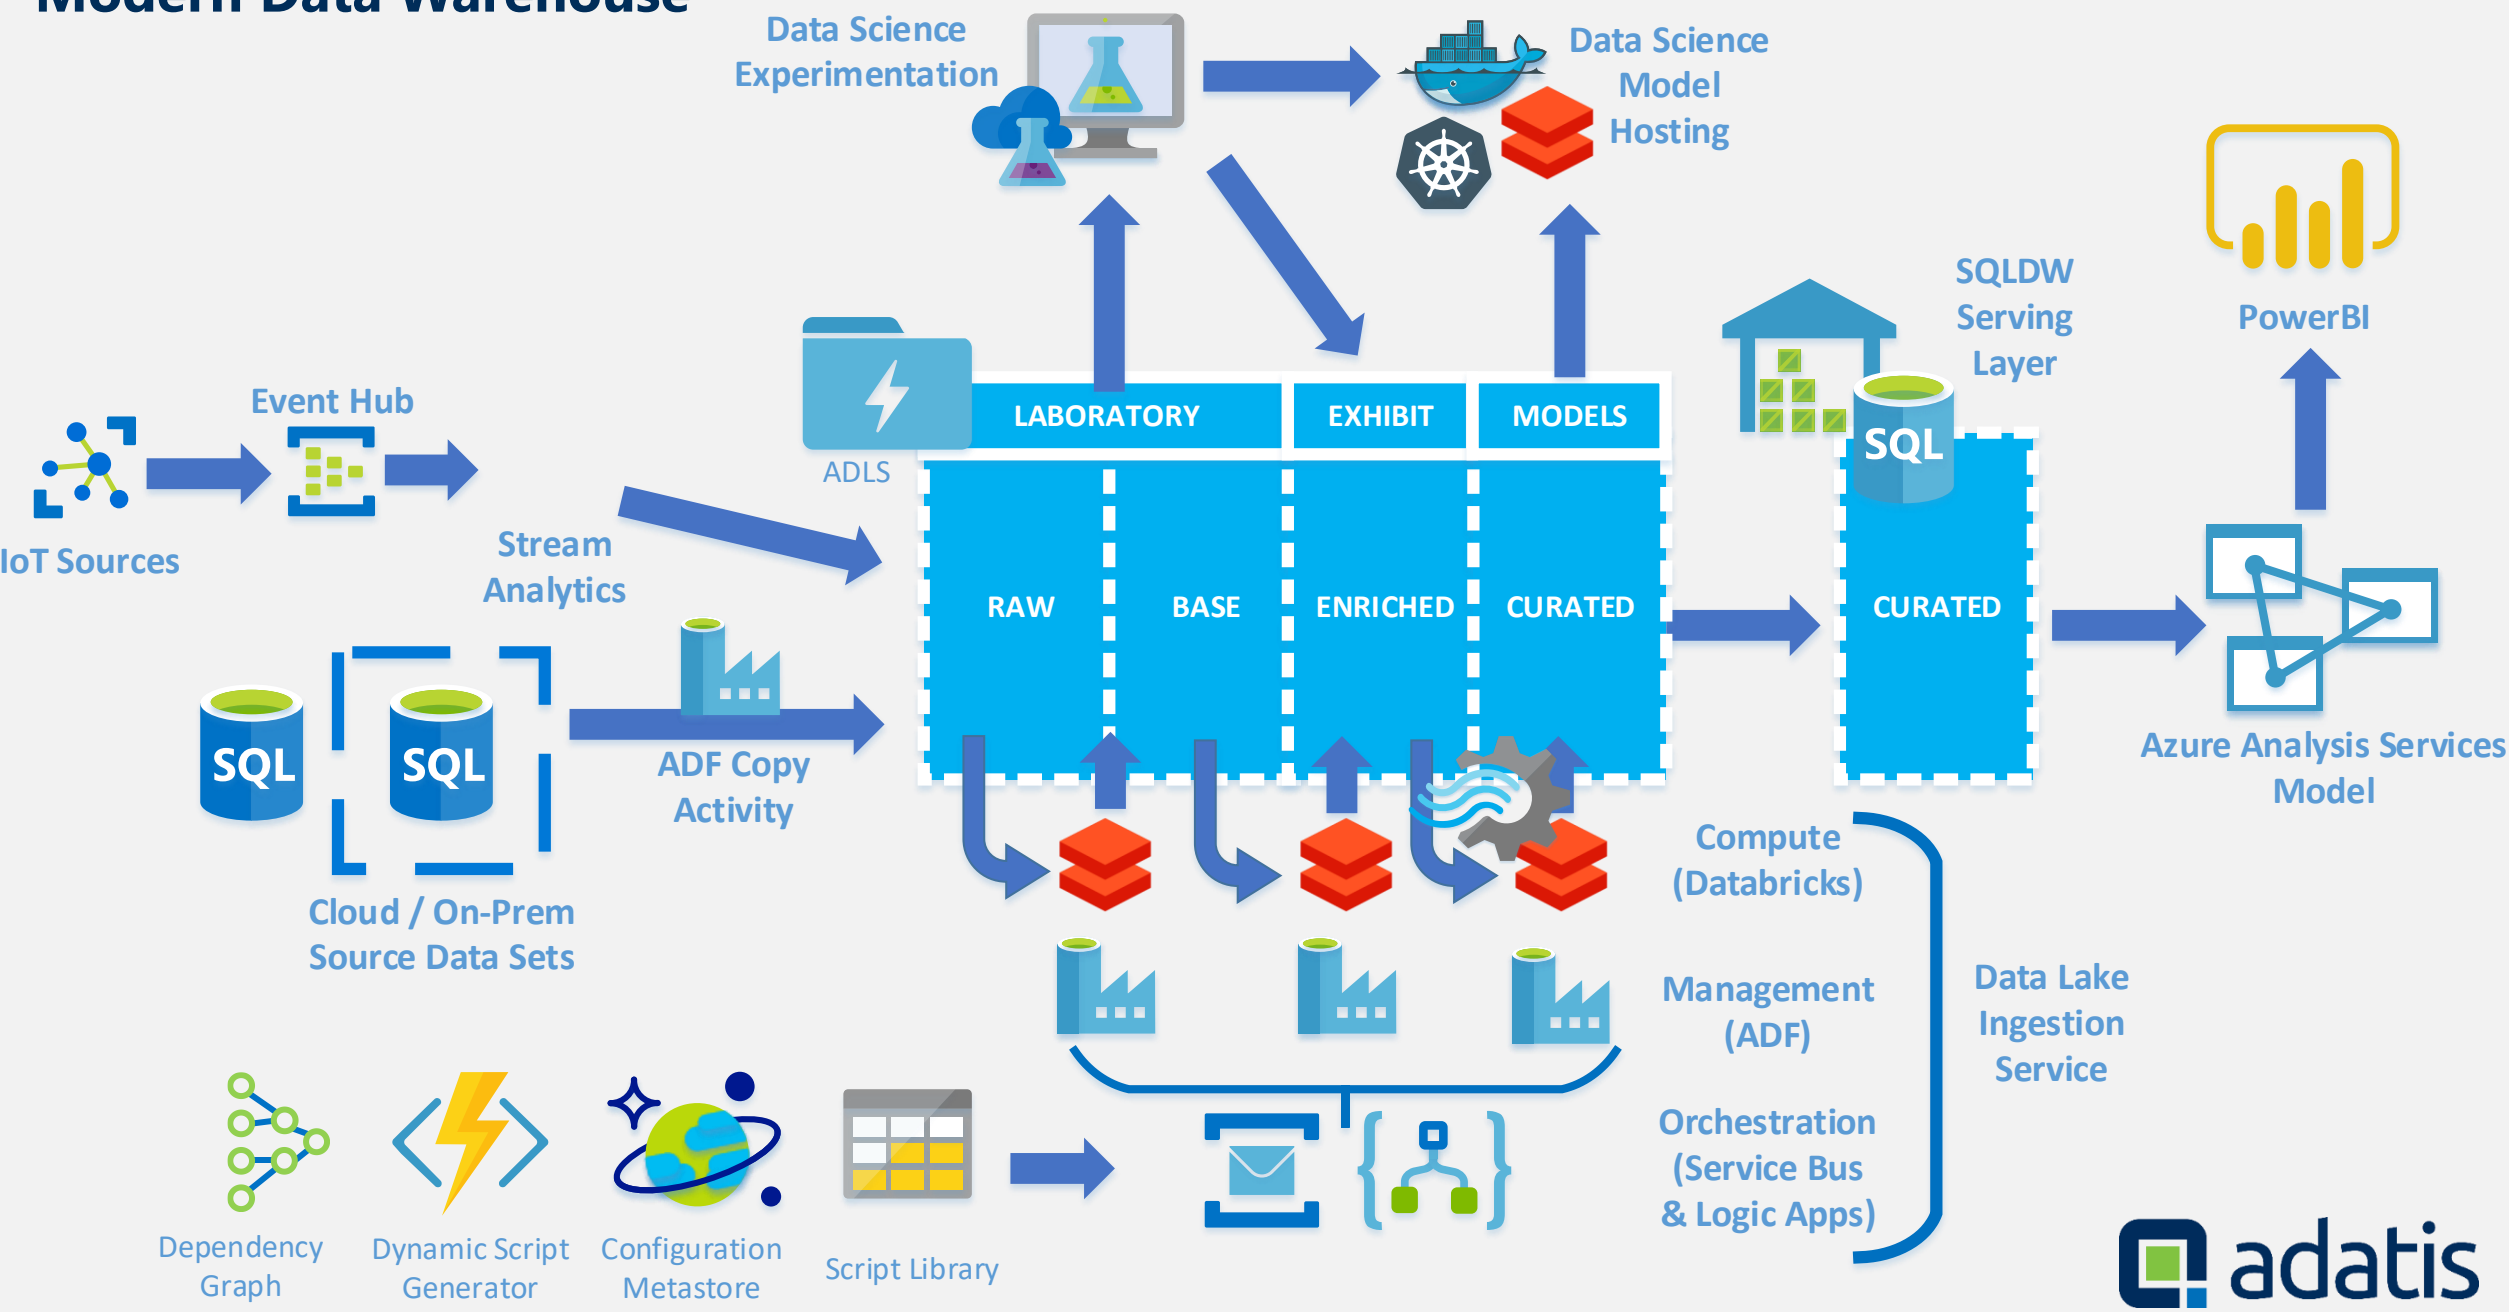 Modern Data Warehouse
Data Science
Experimentation
Data Science
Model
Hosting
SQLDW
Serving
Layer
PowerBI
Event Hub
ADLS
LABORATORY
EXHIBIT
MODELS
SQL
IoT Sources
Stream
Analytics
RAW
BASE
ENRICHED
CURATED
CURATED
SQL
SQL
ADF Copy
Activity
Azure Analysis Services
Model
Cloud / On-Prem
Source Data Sets
Compute
(Databricks)
Management
(ADF)
Orchestration
(Service Bus
& Logic Apps)
Data Lake
Ingestion
Service
Dependency
Graph
Dynamic Script
Generator
Configuration
Metastore
Script Library
adatis